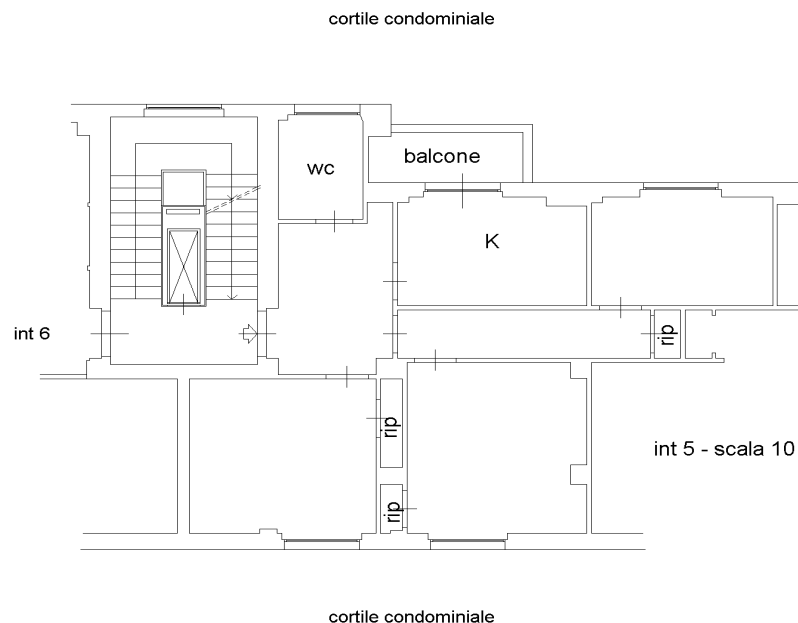 cortile condominiale
wc
balcone
K
int 6
rip
rip
int 5 - scala 10
rip
cortile condominiale